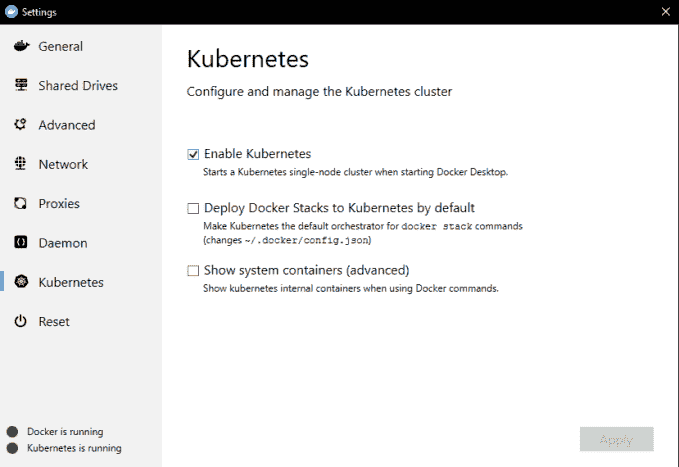 Settings
General
Shared Drives
Advanced
Network
Proxies
Daemon
Kubernetes
Reset
Docker is running
Kubernetes is running
Kubernetes
Configure and manage the Kubernetes cluster
Enable Kubernetes
Starts a Kubernetes single-node cluster when starting Docker Desktop.
Deploy Docker Stacks to Kubernetes by default
Make Kubernetes the default orchestrator for docker stack commands
(changes ~/.docker/config.json)
Show system containers (advanced)
Show kubernetes internal containers when using Docker commands.
Apply